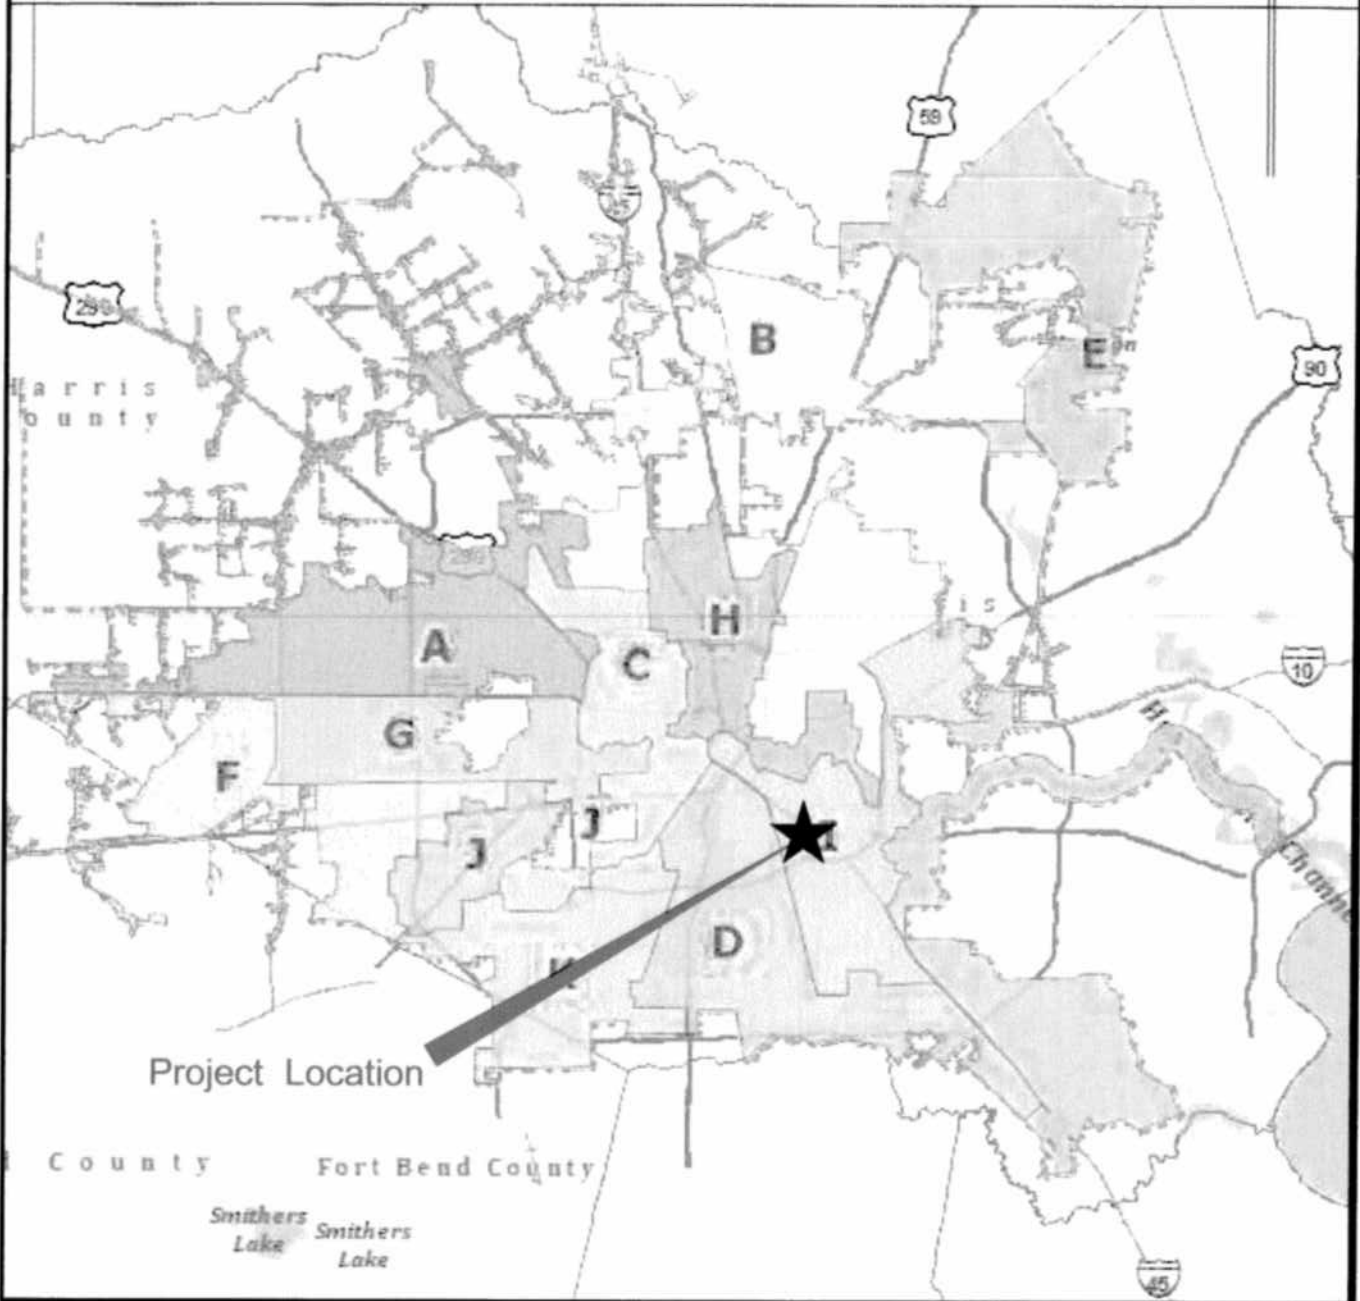 59
45
290
B
E
90
Harris
County
290
H
A
C
10
G
F
J
J
I
D
K
Project Location
County
Fort Bend County
Smithers
Lake
Smithers
Lake
Channel
45